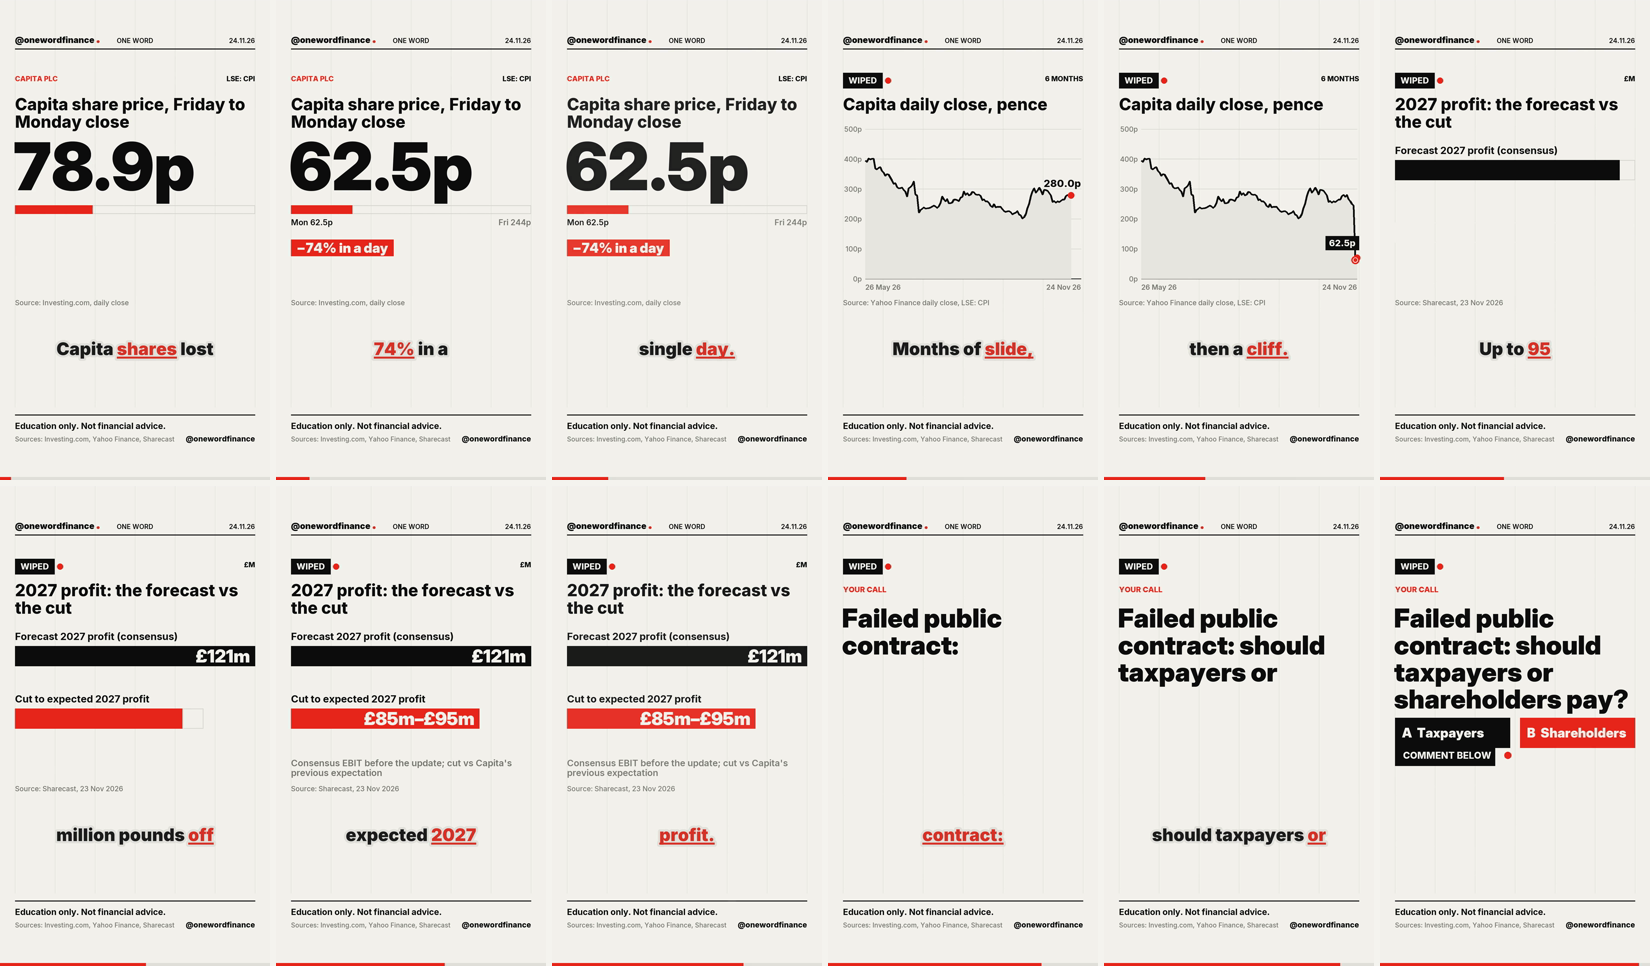 @onewordfinance
ONE WORD
24.11.26
CAPITA PLC
LSE: CPI
Capita share price, Friday to
Monday close
78.9p
Source: Investing.com, daily close
Capita shares lost
Education only. Not financial advice.
Sources: Investing.com, Yahoo Finance, Sharecast
@onewordfinance
@onewordfinance
ONE WORD
24.11.26
CAPITA PLC
LSE: CPI
Capita share price, Friday to
Monday close
62.5p
Mon 62.5p
Fri 244p
−74% in a day
Source: Investing.com, daily close
74% in a
Education only. Not financial advice.
Sources: Investing.com, Yahoo Finance, Sharecast
@onewordfinance
@onewordfinance
ONE WORD
24.11.26
CAPITA PLC
LSE: CPI
Capita share price, Friday to
Monday close
62.5p
Mon 62.5p
Fri 244p
−74% in a day
Source: Investing.com, daily close
single day.
Education only. Not financial advice.
Sources: Investing.com, Yahoo Finance, Sharecast
@onewordfinance
@onewordfinance
ONE WORD
24.11.26
WIPED
6 MONTHS
Capita daily close, pence
500p
400p
300p
280.0p
200p
100p
0p
26 May 26
24 Nov 26
Source: Yahoo Finance daily close, LSE: CPI
Months of slide,
Education only. Not financial advice.
Sources: Investing.com, Yahoo Finance, Sharecast
@onewordfinance
@onewordfinance
ONE WORD
24.11.26
WIPED
6 MONTHS
Capita daily close, pence
500p
400p
300p
200p
62.5p
100p
0p
26 May 26
24 Nov 26
Source: Yahoo Finance daily close, LSE: CPI
then a cliff.
Education only. Not financial advice.
Sources: Investing.com, Yahoo Finance, Sharecast
@onewordfinance
@onewordfinance
ONE WORD
24.11.26
WIPED
£M
2027 profit: the forecast vs
the cut
Forecast 2027 profit (consensus)
Source: Sharecast, 23 Nov 2026
Up to 95
Education only. Not financial advice.
Sources: Investing.com, Yahoo Finance, Sharecast
@onewordfinance
@onewordfinance
ONE WORD
24.11.26
WIPED
£M
2027 profit: the forecast vs
the cut
Forecast 2027 profit (consensus)
£121m
Cut to expected 2027 profit
Source: Sharecast, 23 Nov 2026
million pounds off
Education only. Not financial advice.
Sources: Investing.com, Yahoo Finance, Sharecast
@onewordfinance
@onewordfinance
ONE WORD
24.11.26
WIPED
£M
2027 profit: the forecast vs
the cut
Forecast 2027 profit (consensus)
£121m
Cut to expected 2027 profit
£85m–£95m
Consensus EBIT before the update; cut vs Capita's
previous expectation
Source: Sharecast, 23 Nov 2026
expected 2027
Education only. Not financial advice.
Sources: Investing.com, Yahoo Finance, Sharecast
@onewordfinance
@onewordfinance
ONE WORD
24.11.26
WIPED
£M
2027 profit: the forecast vs
the cut
Forecast 2027 profit (consensus)
£121m
Cut to expected 2027 profit
£85m–£95m
Consensus EBIT before the update; cut vs Capita's
previous expectation
Source: Sharecast, 23 Nov 2026
profit.
Education only. Not financial advice.
Sources: Investing.com, Yahoo Finance, Sharecast
@onewordfinance
@onewordfinance
ONE WORD
24.11.26
WIPED
YOUR CALL
Failed public
contract:
contract:
Education only. Not financial advice.
Sources: Investing.com, Yahoo Finance, Sharecast
@onewordfinance
@onewordfinance
ONE WORD
24.11.26
WIPED
YOUR CALL
Failed public
contract: should
taxpayers or
should taxpayers or
Education only. Not financial advice.
Sources: Investing.com, Yahoo Finance, Sharecast
@onewordfinance
@onewordfinance
ONE WORD
24.11.26
WIPED
YOUR CALL
Failed public
contract: should
taxpayers or
shareholders pay?
A Taxpayers
B Shareholders
COMMENT BELOW
Education only. Not financial advice.
Sources: Investing.com, Yahoo Finance, Sharecast
@onewordfinance